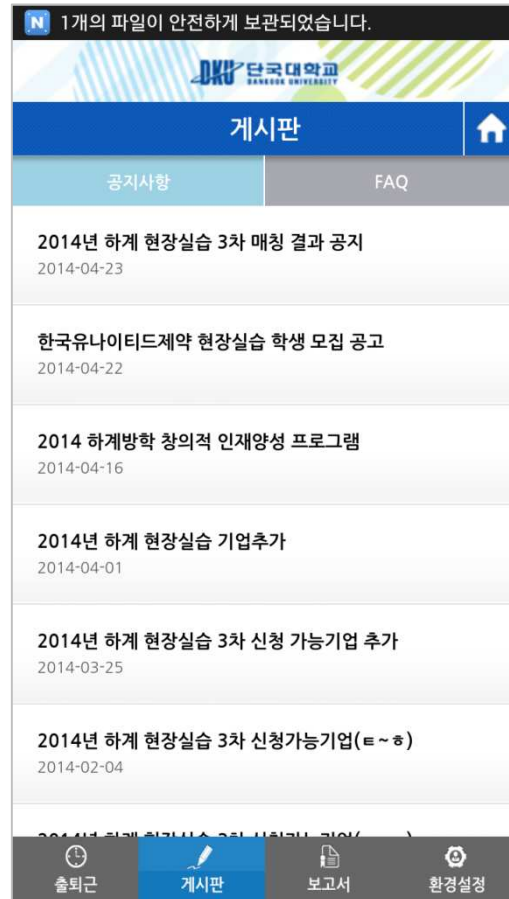 N 1개의 파일이 안전하게 보관되었습니다.
DKU 단국대학교
DANKOOK UNIVERSITY
게시판
공지사항 FAQ
2014년 하계 현장실습 3차 매칭 결과 공지
2014-04-23
한국유나이티드제약 현장실습 학생 모집 공고
2014-04-22
2014 하계방학 창의적 인재양성 프로그램
2014-04-16
2014년 하계 현장실습 기업추가
2014-04-01
2014년 하계 현장실습 3차 신청 가능기업 추가
2014-03-25
2014년 하계 현장실습 3차 신청가능기업(ㅌ~ㅎ)
2014-02-04
출퇴근 게시판 보고서 환경설정